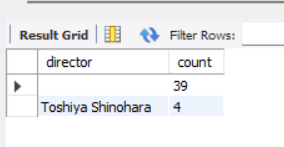 Result Grid Filter Rows:
director count
39
Toshiya Shinohara 4